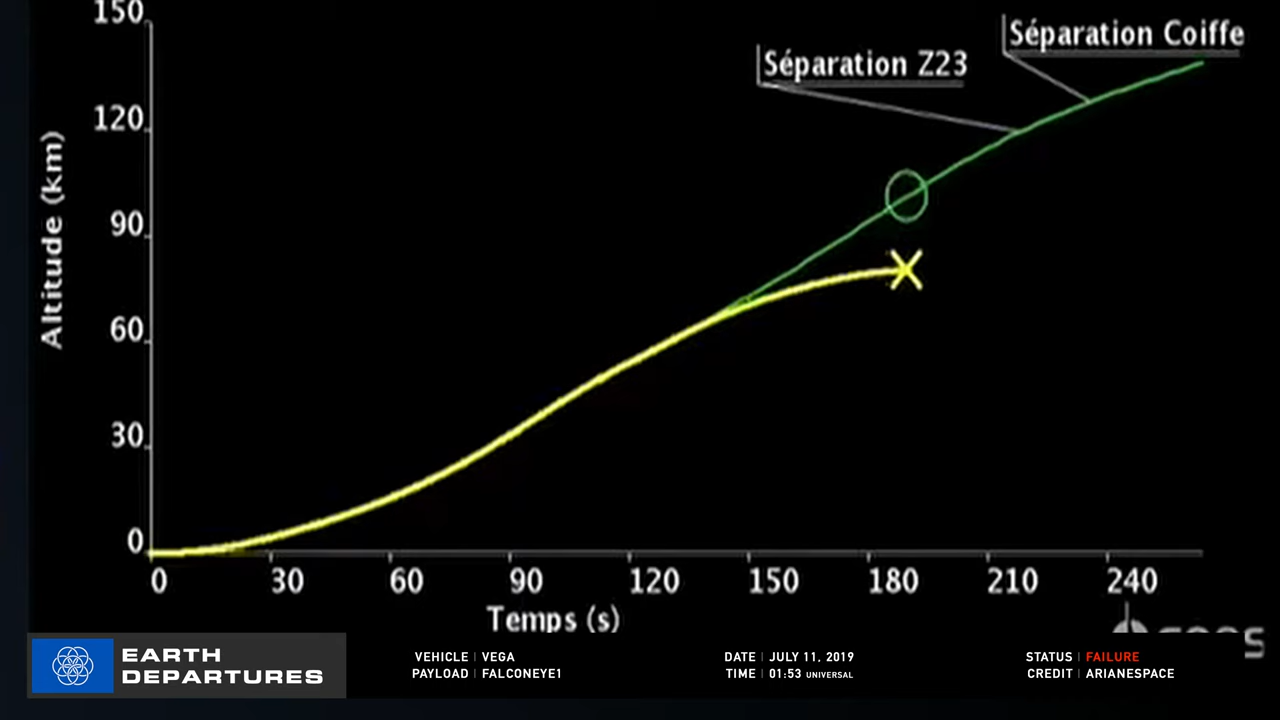 150
Séparation Coiffe
Séparation Z23
120
90
60
30
0
Altitude (km)
0 30 60 90 120 150 180 210 240
Temps (s)
EARTH
DEPARTURES
VEHICLE | VEGA
PAYLOAD | FALCONEYE1
DATE | JULY 11, 2019
TIME | 01:53 UNIVERSAL
STATUS | FAILURE
CREDIT | ARIANESPACE